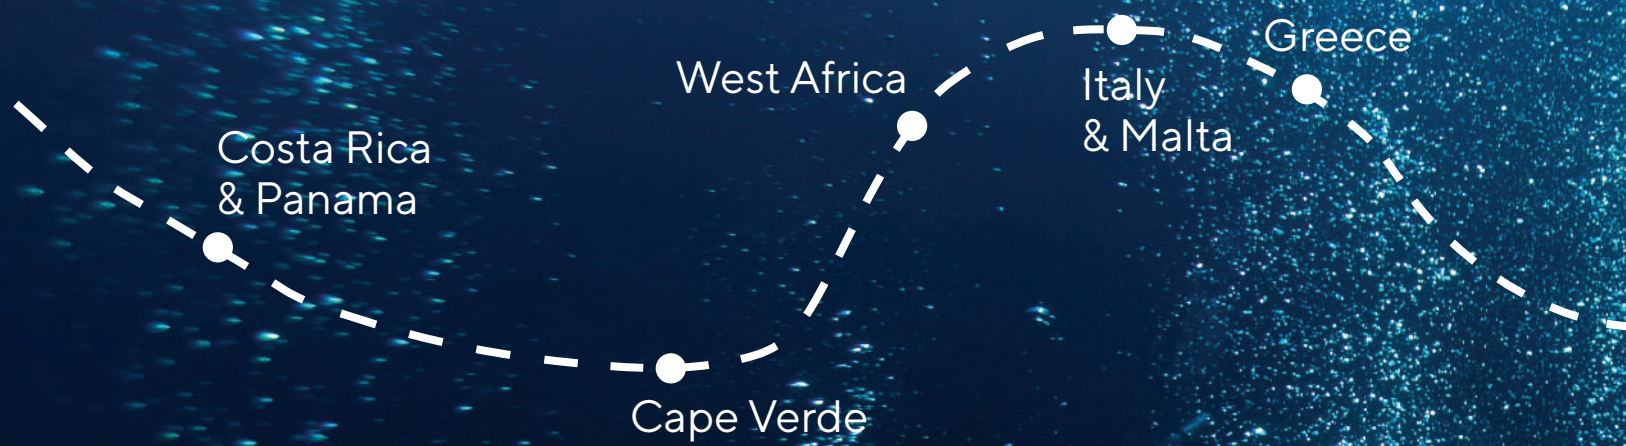 Costa Rica
& Panama
Cape Verde
West Africa
Italy
& Malta
Greece